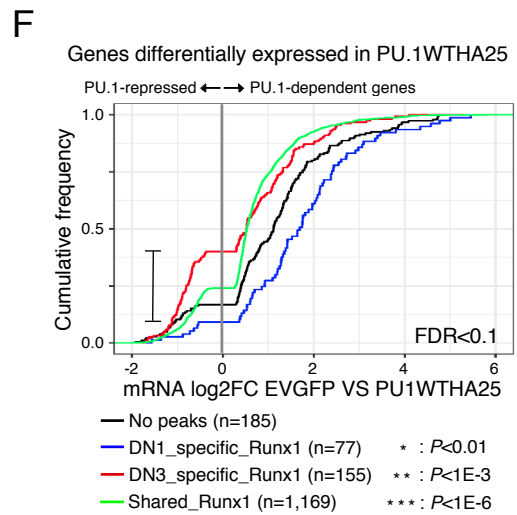 F
Genes differentially expressed in PU.1WTHA25
PU.1-repressed ←→ PU.1-dependent genes
Cumulative frequency
1.0
0.5
0.0
FDR<0.1
-2 0 2 4 6
mRNA log2FC EVGFP VS PU1WTHA25
No peaks (n=185)
DN1_specific_Runx1 (n=77) * : P<0.01
DN3_specific_Runx1 (n=155) ** : P<1E-3
Shared_Runx1 (n=1,169) *** : P<1E-6